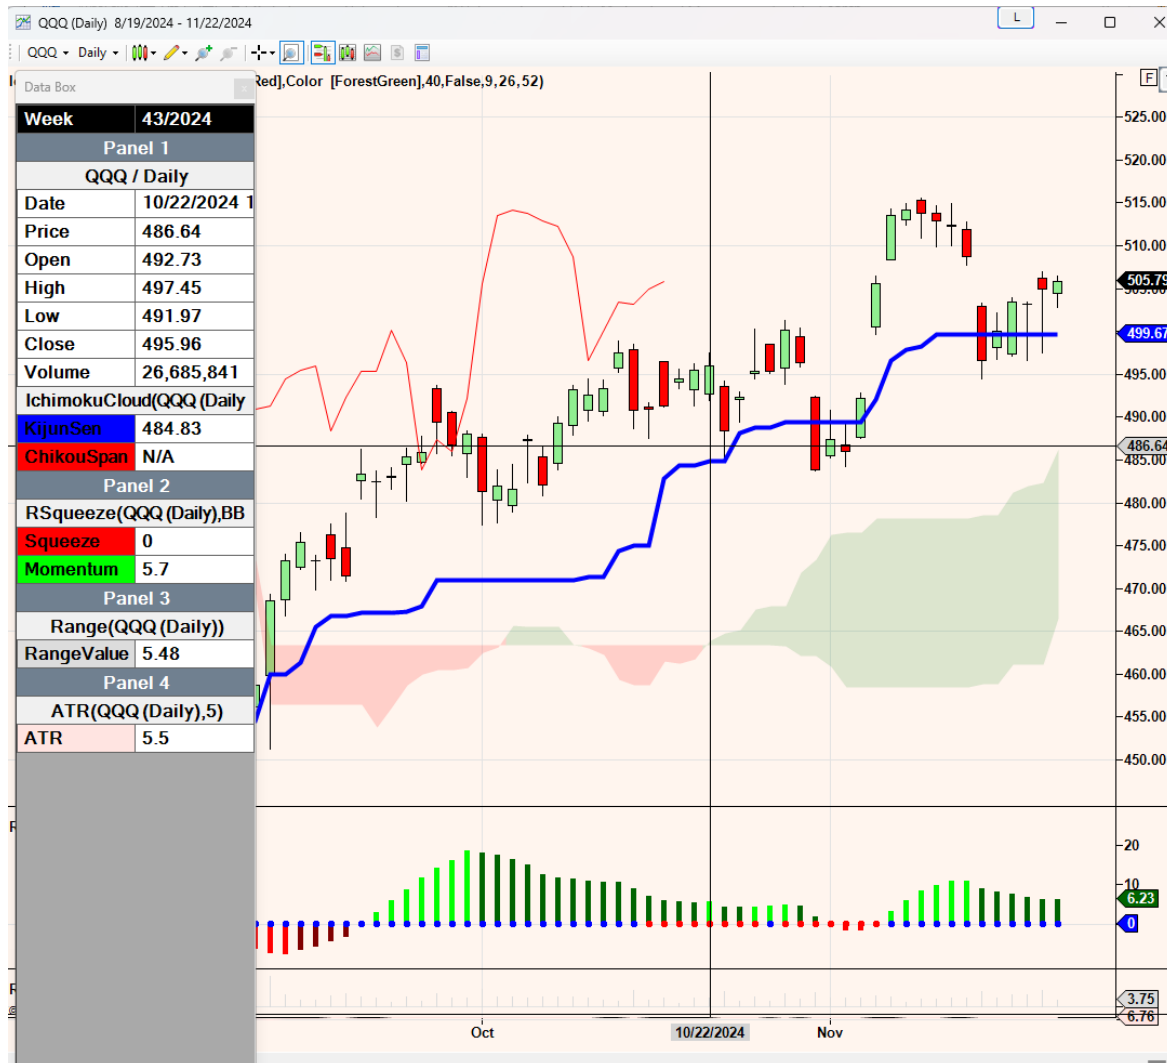 QQQ (Daily) 8/19/2024 - 11/22/2024
L
QQQ Daily
Data Box
Red],Color [ForestGreen],40,False,9,26,52)
F
Week 43/2024
Panel 1
QQQ / Daily
Date 10/22/2024 1
Price 486.64
Open 492.73
High 497.45
Low 491.97
Close 495.96
Volume 26,685,841
IchimokuCloud(QQQ (Daily
KijunSen 484.83
ChikouSpan N/A
Panel 2
RSqueeze(QQQ (Daily),BB
Squeeze 0
Momentum 5.7
Panel 3
Range(QQQ (Daily))
RangeValue 5.48
Panel 4
ATR(QQQ (Daily),5)
ATR 5.5
525.00
520.00
515.00
510.00
505.79
505.00
499.67
495.00
490.00
486.64
485.00
480.00
475.00
470.00
465.00
460.00
455.00
450.00
20
10
6.23
0
3.75
6.76
Oct 10/22/2024 Nov